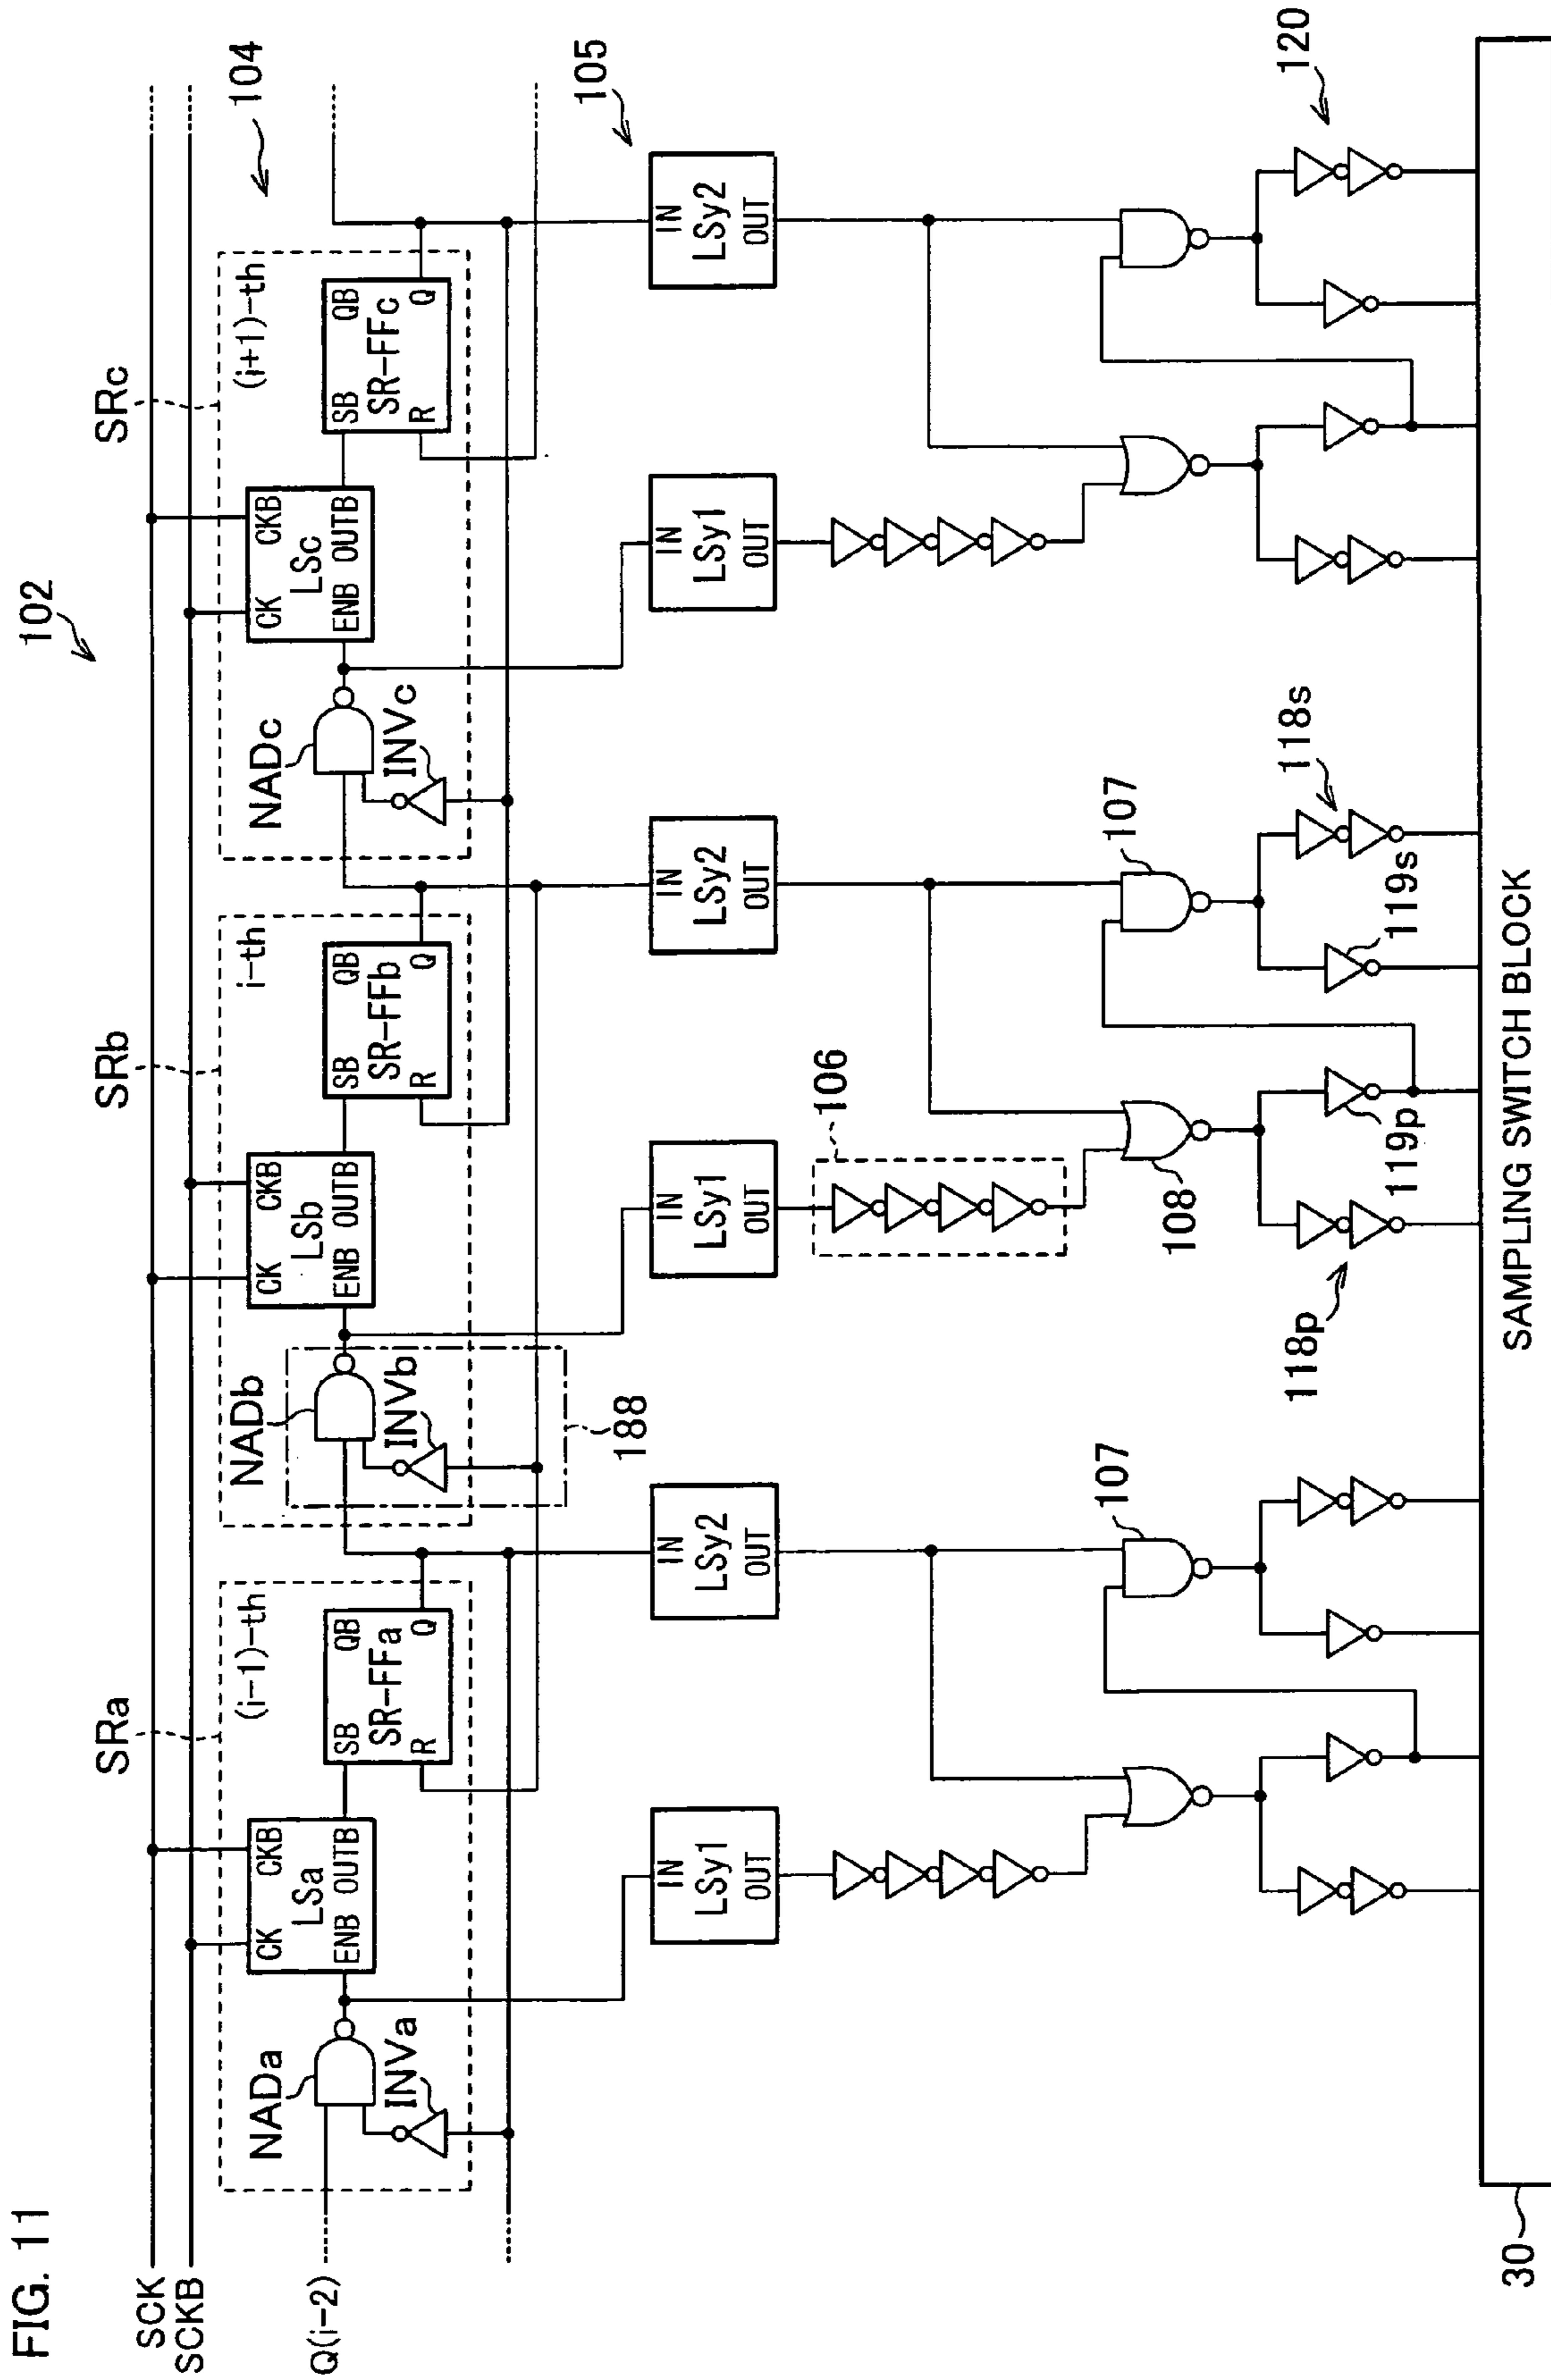 FIG. 11
102
SRa
SRb
SRc
SCK
SCKB
104
(i−1)-th
i-th
(i+1)-th
NADa
CK CKB
LSa
ENB OUTB
SB QB
SR-FFa
R Q
INVa
Q(i−2)
NADb
CK CKB
LSb
ENB OUTB
SB QB
SR-FFb
R Q
INVb
188
NADc
CK CKB
LSc
ENB OUTB
SB QB
SR-FFc
R Q
INVc
105
IN
LSy1
OUT
IN
LSy2
OUT
IN
LSy1
OUT
IN
LSy2
OUT
IN
LSy1
OUT
IN
LSy2
OUT
106
107
108
107
118p
119p
119s
118s
120
30
SAMPLING SWITCH BLOCK